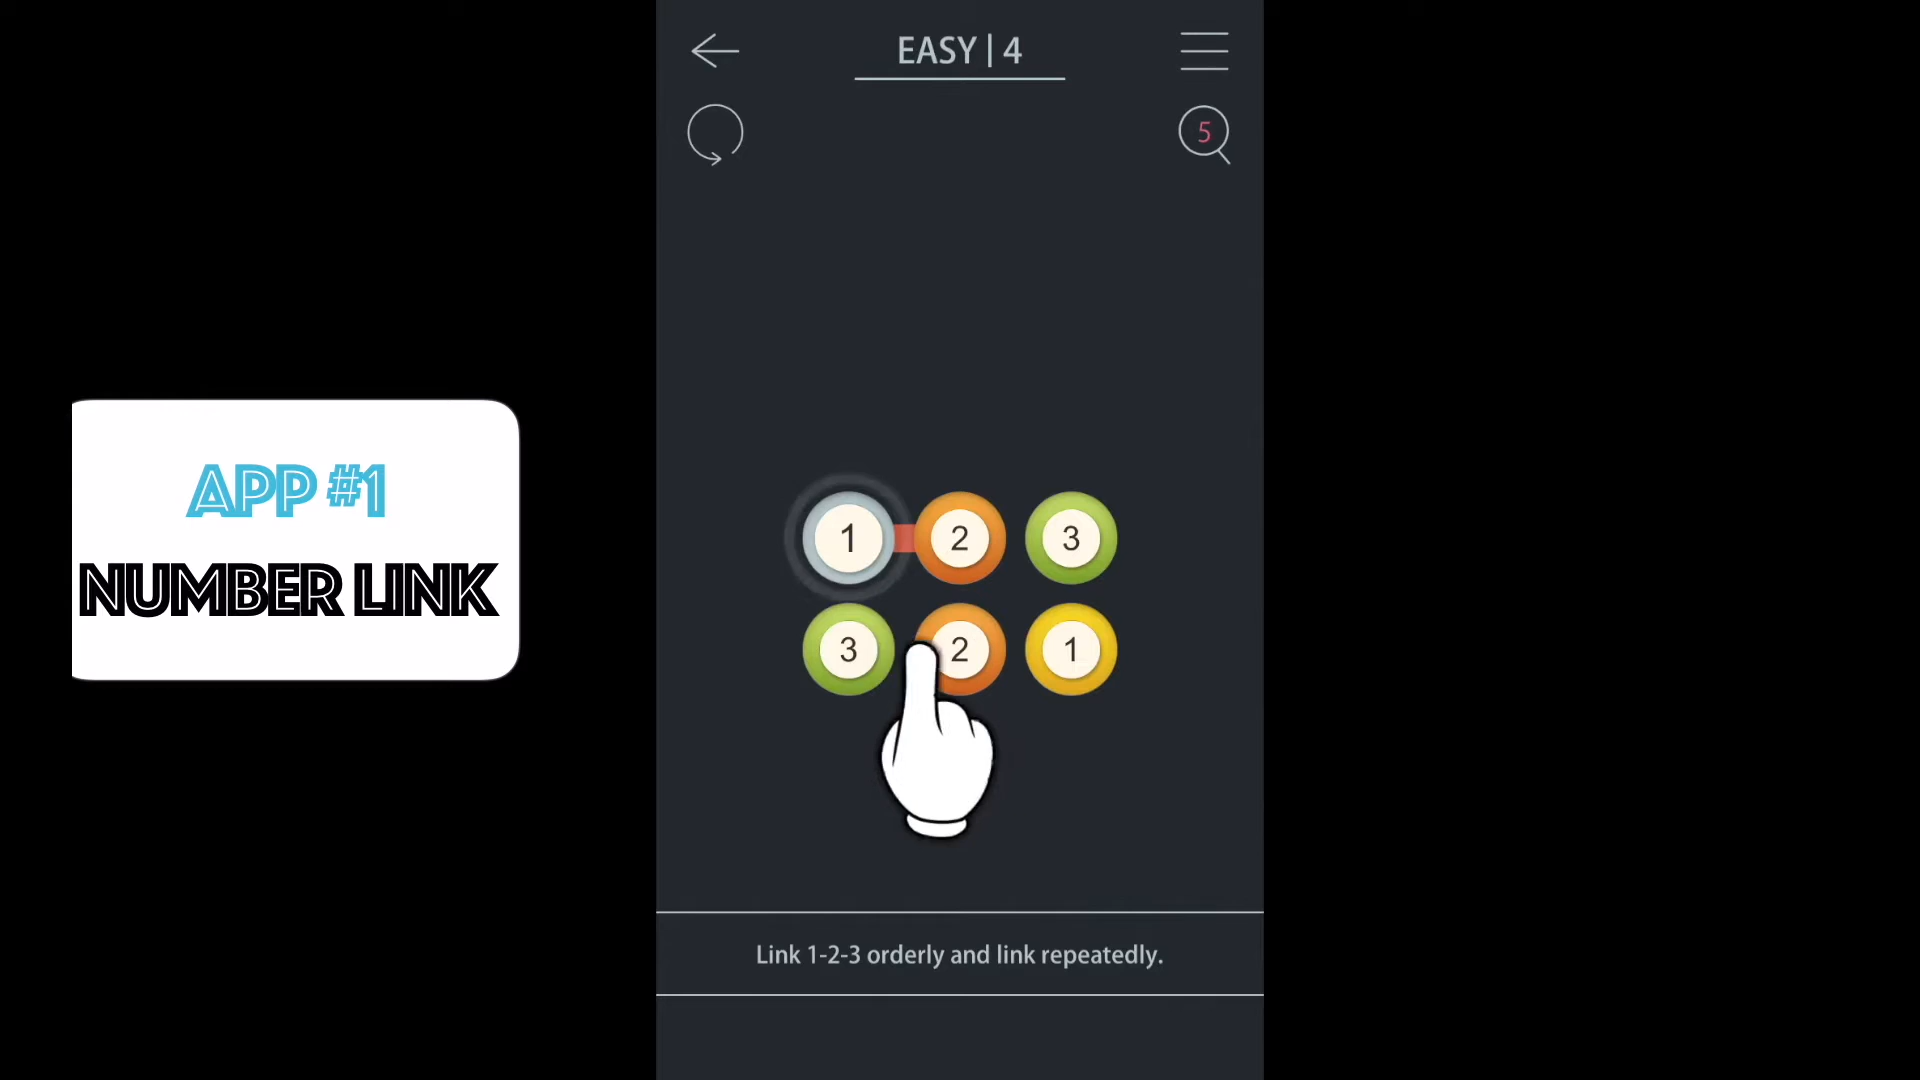 EASY | 4
5
APP #1
NUMBER LINK
1 2 3
3 2 1
Link 1-2-3 orderly and link repeatedly.